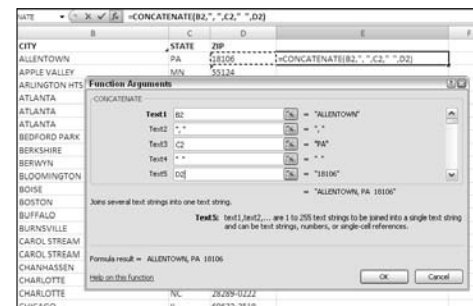 NATE =CONCATENATE(B2,", ",C2," ",D2)
B C D E F
CITY STATE ZIP
ALLENTOWN PA 18106 =CONCATENATE(B2,", ",C2," ",D2)
APPLE VALLEY MN 55124
ARLINGTON HTS
Function Arguments
ATLANTA
CONCATENATE
ATLANTA
Text1 B2 = "ALLENTOWN"
ATLANTA
Text2 ", " = ", "
BEDFORD PARK
Text3 C2 = "PA"
BERKSHIRE
Text4 " " = " "
BERWYN
Text5 D2 = "18106"
BLOOMINGTON
= "ALLENTOWN, PA 18106"
BOISE
Joins several text strings into one text string.
BOSTON
Text5: text1,text2,... are 1 to 255 text strings to be joined into a single text string
BUFFALO
and can be text strings, numbers, or single-cell references.
BURNSVILLE
CAROL STREAM
CAROL STREAM
Formula result = ALLENTOWN, PA 18106
CHANHASSEN
Help on this function OK Cancel
CHARLOTTE
CHARLOTTE NC 28289-0222